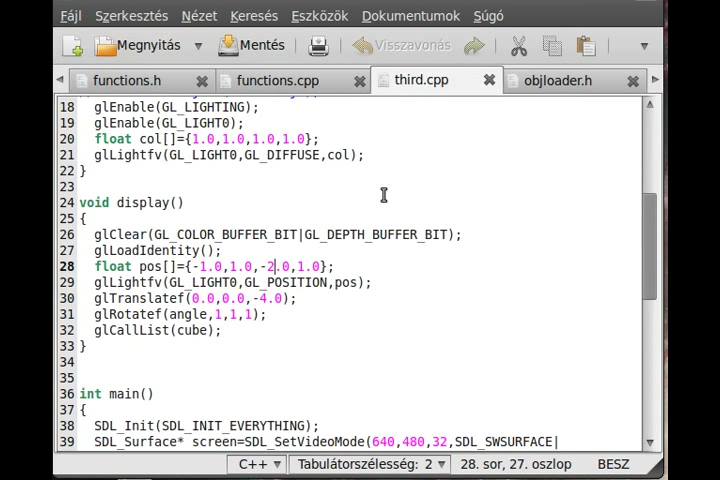 Fájl Szerkesztés Nézet Keresés Eszközök Dokumentumok Súgó
Megnyitás Mentés Visszavonás
functions.h functions.cpp third.cpp objloader.h
18 glEnable(GL_LIGHTING);
19 glEnable(GL_LIGHT0);
20 float col[]={1.0,1.0,1.0,1.0};
21 glLightfv(GL_LIGHT0,GL_DIFFUSE,col);
22 }
23
24 void display()
25 {
26 glClear(GL_COLOR_BUFFER_BIT|GL_DEPTH_BUFFER_BIT);
27 glLoadIdentity();
28 float pos[]={-1.0,1.0,-2.0,1.0};
29 glLightfv(GL_LIGHT0,GL_POSITION,pos);
30 glTranslatef(0.0,0.0,-4.0);
31 glRotatef(angle,1,1,1);
32 glCallList(cube);
33 }
34
35
36 int main()
37 {
38 SDL_Init(SDL_INIT_EVERYTHING);
39 SDL_Surface* screen=SDL_SetVideoMode(640,480,32,SDL_SWSURFACE|
C++ Tabulátorszélesség: 2 28. sor, 27. oszlop BESZ